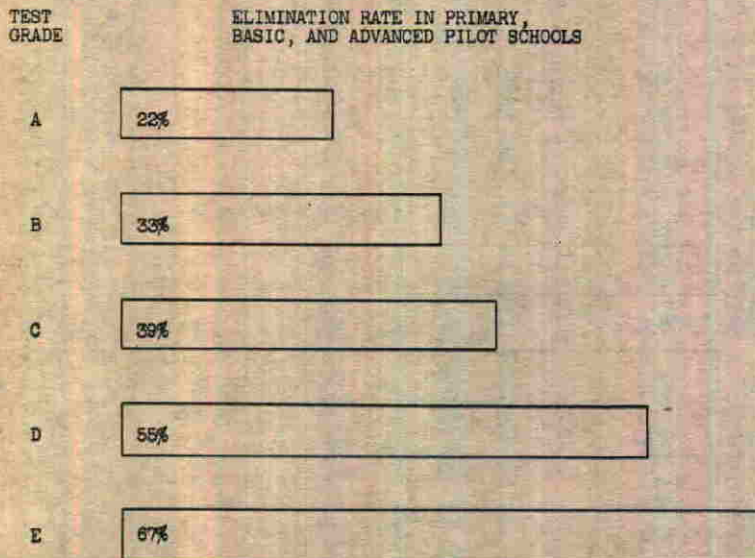 TEST
GRADE
ELIMINATION RATE IN PRIMARY,
BASIC, AND ADVANCED PILOT SCHOOLS
A 22%
B 33%
C 39%
D 55%
E 67%